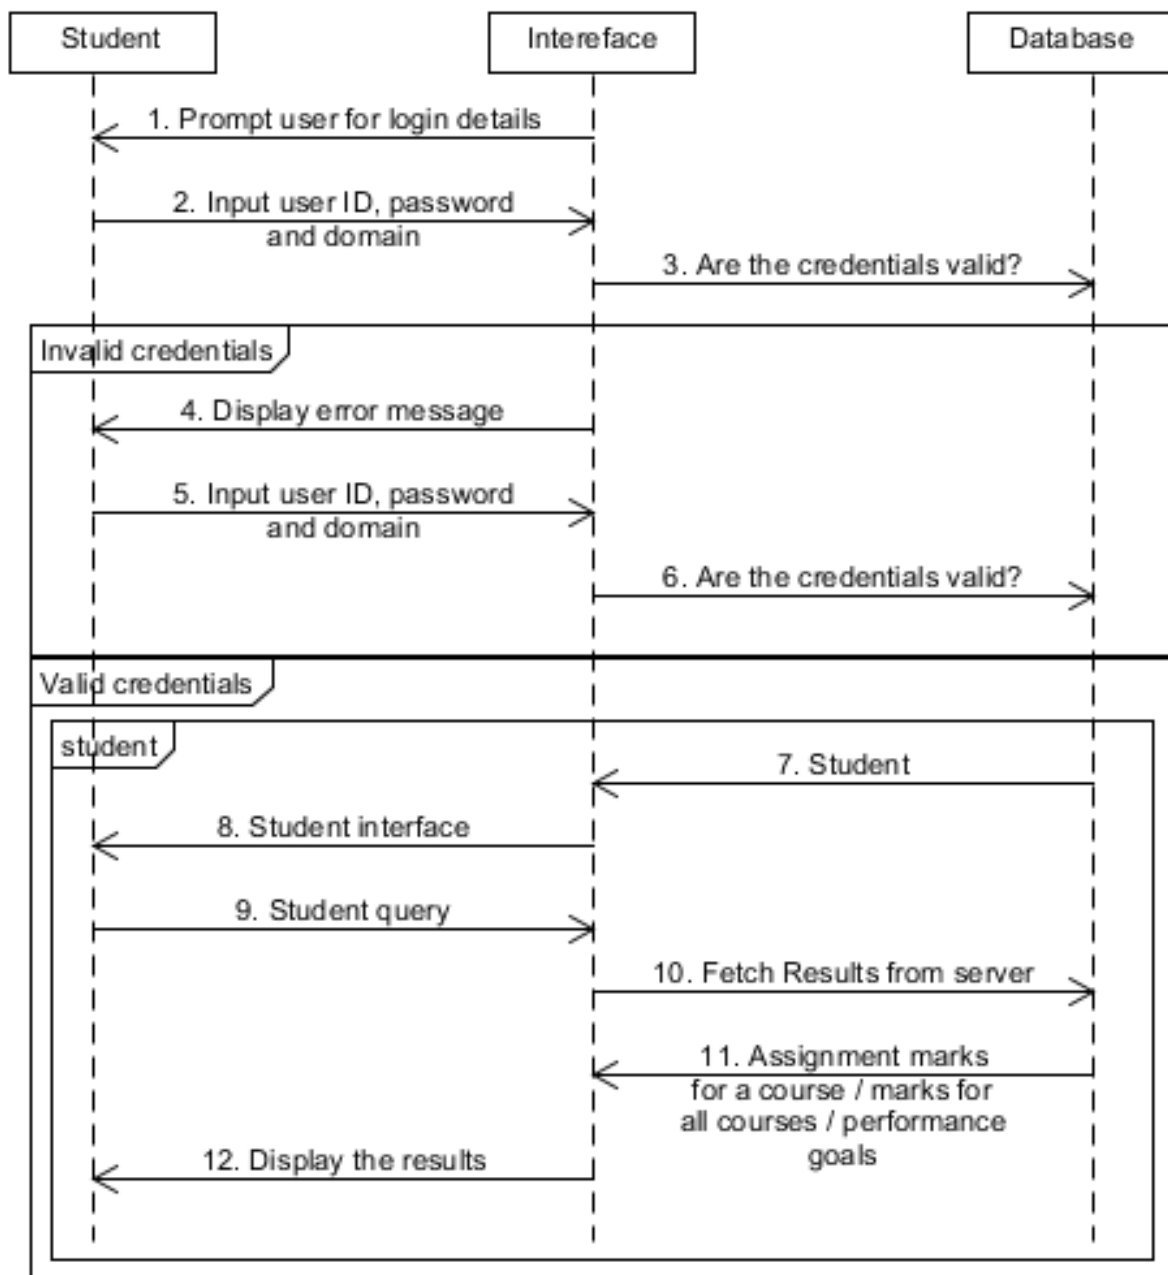 Student
Intereface
Database
1. Prompt user for login details
2. Input user ID, password
and domain
3. Are the credentials valid?
Invalid credentials
4. Display error message
5. Input user ID, password
and domain
6. Are the credentials valid?
Valid credentials
student
7. Student
8. Student interface
9. Student query
10. Fetch Results from server
11. Assignment marks
for a course / marks for
all courses / performance
goals
12. Display the results